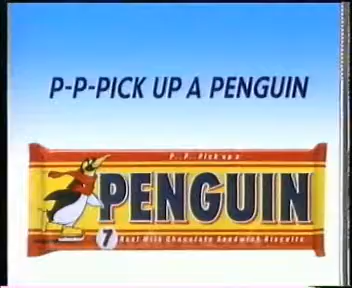 P-P-PICK UP A PENGUIN
P...P...Pick up a
PENGUIN
7 Real Milk Chocolate Sandwich Biscuits